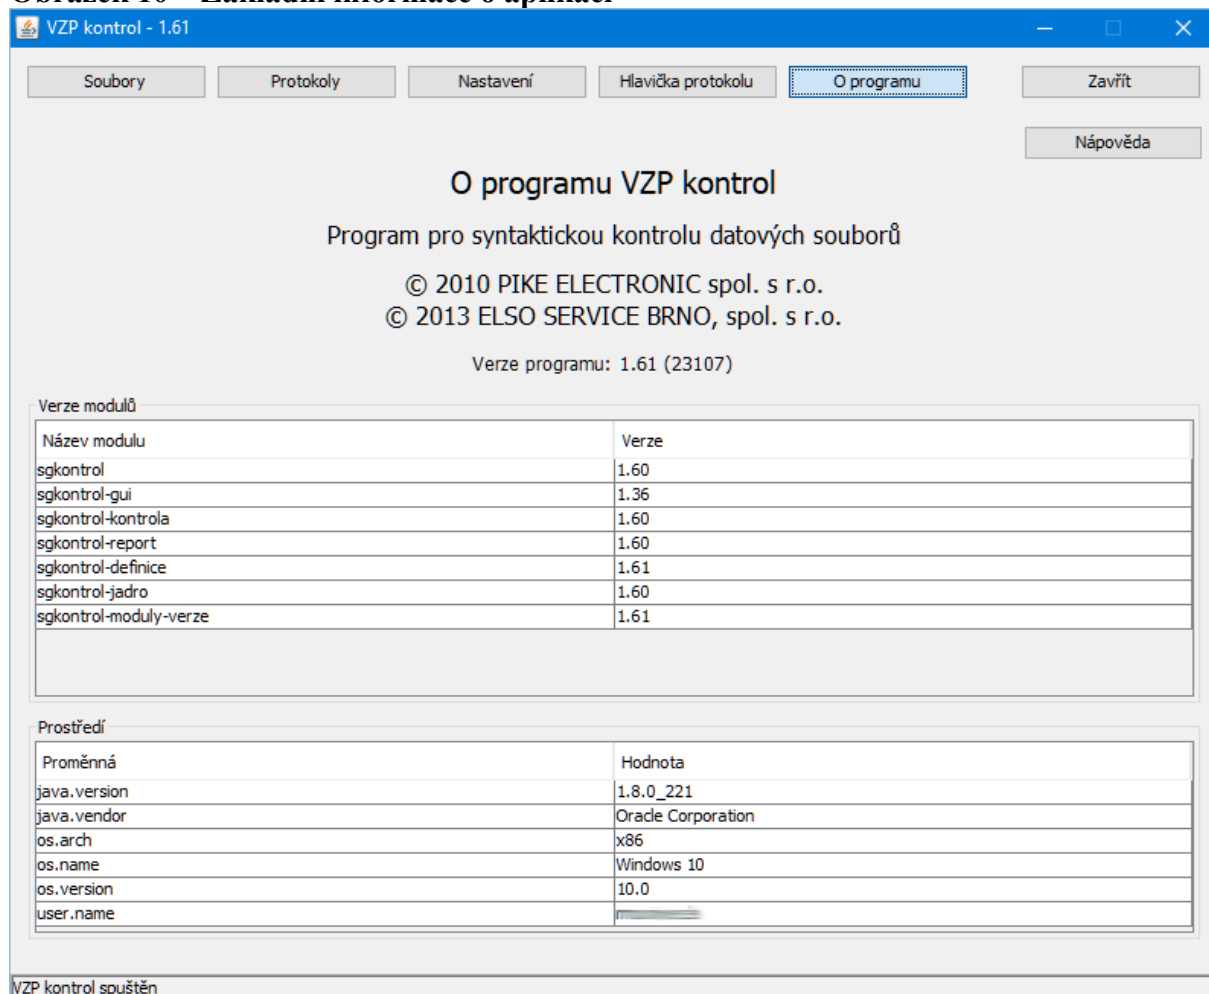 Obrázek 10 – Základní informace o aplikaci
VZP kontrol - 1.61
Soubory Protokoly Nastavení Hlavička protokolu O programu Zavřít
Nápověda
O programu VZP kontrol
Program pro syntaktickou kontrolu datových souborů
© 2010 PIKE ELECTRONIC spol. s r.o.
© 2013 ELSO SERVICE BRNO, spol. s r.o.
Verze programu: 1.61 (23107)
Verze modulů
Název modulu Verze
sgkontrol 1.60
sgkontrol-gui 1.36
sgkontrol-kontrola 1.60
sgkontrol-report 1.60
sgkontrol-definice 1.61
sgkontrol-jadro 1.60
sgkontrol-moduly-verze 1.61
Prostředí
Proměnná Hodnota
java.version 1.8.0_221
java.vendor Oracle Corporation
os.arch x86
os.name Windows 10
os.version 10.0
user.name
VZP kontrol spuštěn